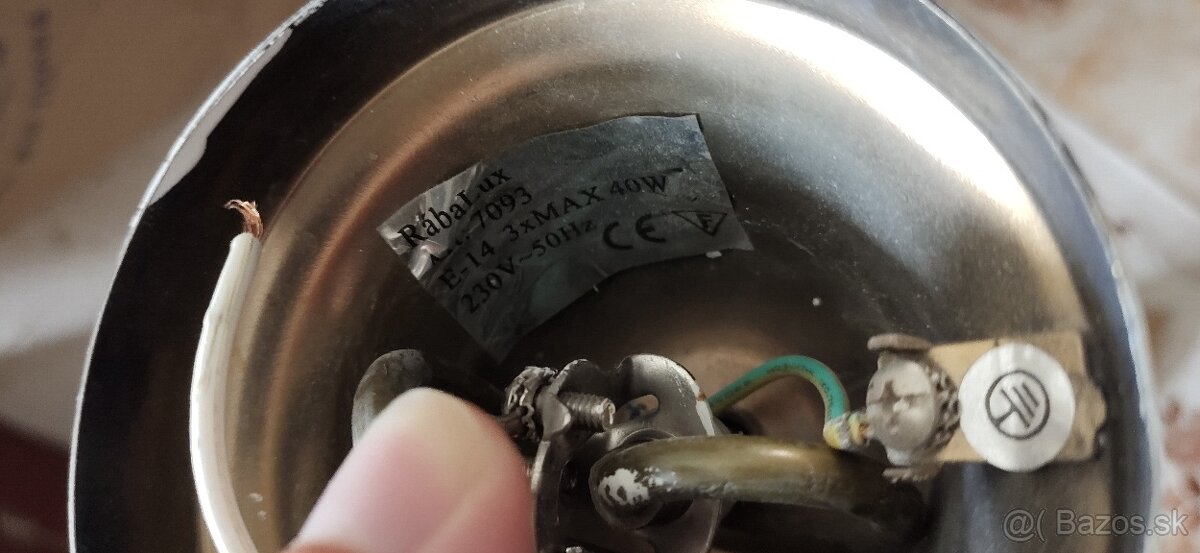 RábaLux
7093
E-14 3xMAX 40W
230V~50Hz CE F
@( Bazos.sk